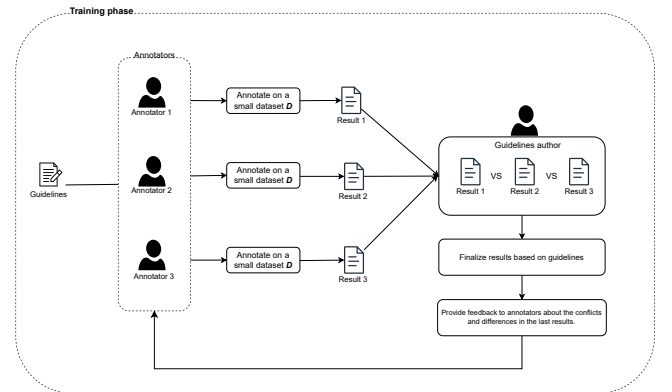 Training phase
Annotators
Annotator 1
Annotate on a
small dataset D
Result 1
Guidelines author
Result 1 VS Result 2 VS Result 3
Guidelines
Annotator 2
Annotate on a
small dataset D
Result 2
Annotator 3
Annotate on a
small dataset D
Result 3
Finalize results based on guidelines
Provide feedback to annotators about the conflicts
and differences in the last results.